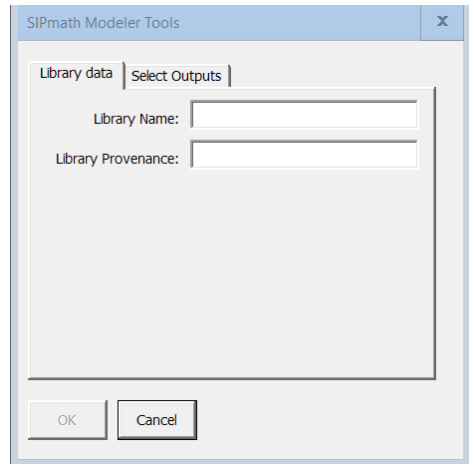 SIPmath Modeler Tools
x
Library data
Select Outputs
Library Name:
Library Provenance:
OK
Cancel